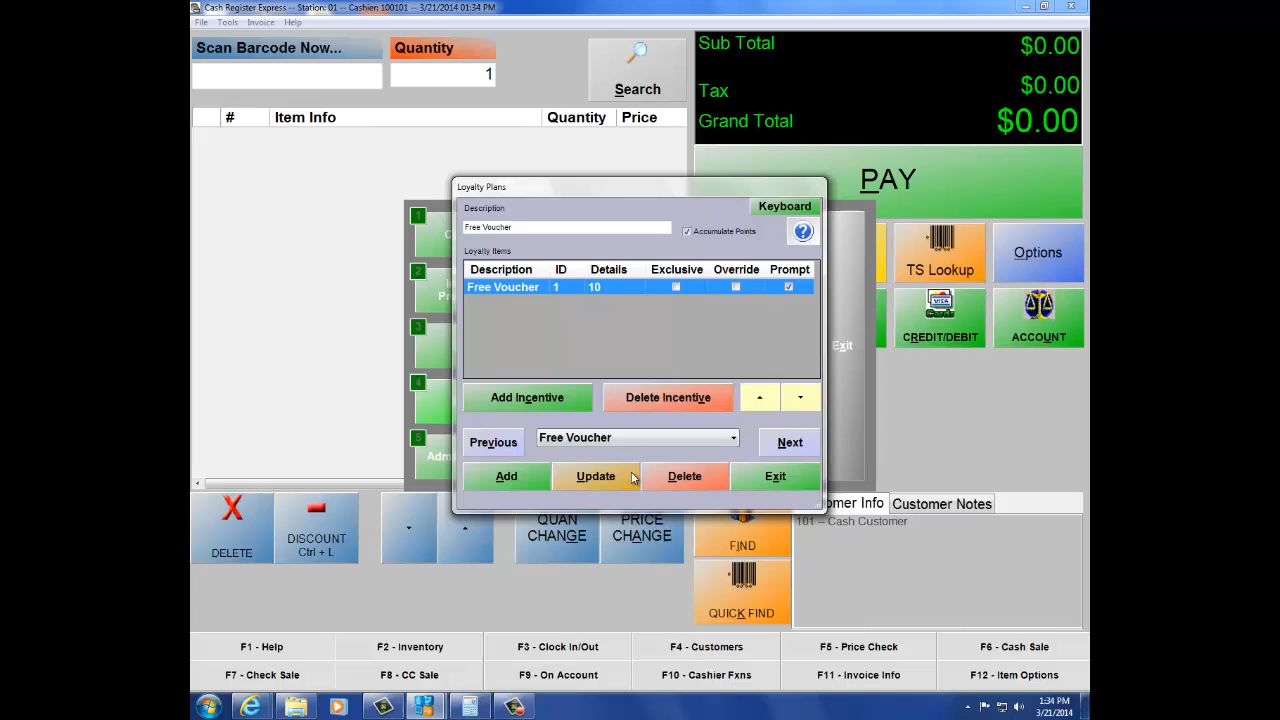 Cash Register Express -- Station: 01 -- Cashier: 100101 -- 3/21/2014 01:34 PM
File Tools Invoice Help
Scan Barcode Now...
Quantity
1
Search
Sub Total $0.00
Tax $0.00
Grand Total $0.00
# Item Info Quantity Price
PAY
Loyalty Plans
Description
Keyboard
Free Voucher
Accumulate Points
?
Loyalty Items
Description ID Details Exclusive Override Prompt
Free Voucher 1 10
Add Incentive
Delete Incentive
Previous
Free Voucher
Next
Add
Update
Delete
Exit
1
2
3
4
5
Exit
TS Lookup
Options
VISA
Cards
CREDIT/DEBIT
ACCOUNT
DELETE
DISCOUNT
Ctrl + L
QUAN
CHANGE
PRICE
CHANGE
FIND
QUICK FIND
Customer Notes
101 – Cash Customer
F1 - Help
F2 - Inventory
F3 - Clock In/Out
F4 - Customers
F5 - Price Check
F6 - Cash Sale
F7 - Check Sale
F8 - CC Sale
F9 - On Account
F10 - Cashier Fxns
F11 - Invoice Info
F12 - Item Options
1:34 PM
3/21/2014